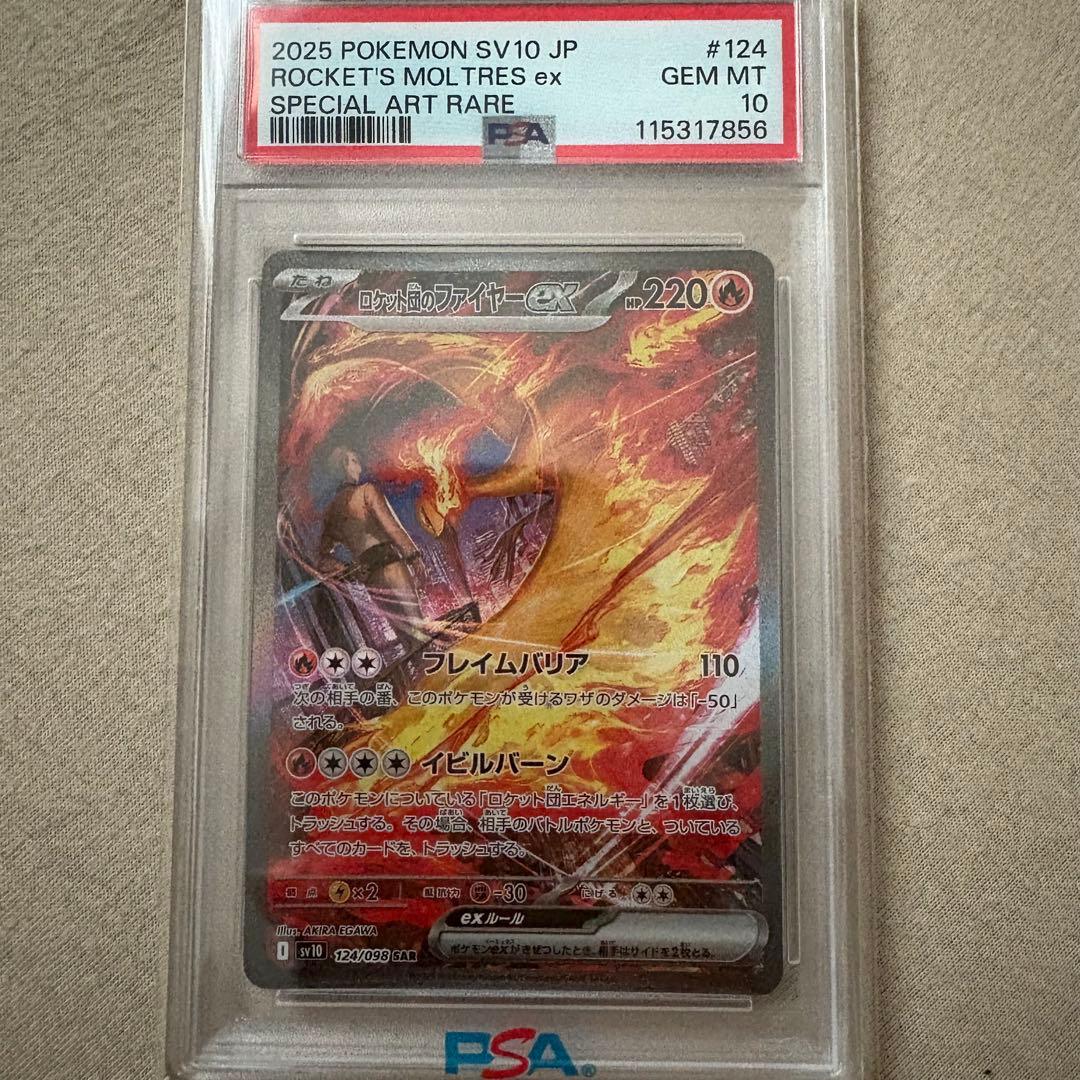 2025 POKEMON SV10 JP #124
ROCKET'S MOLTRES ex GEM MT
SPECIAL ART RARE 10
PSA 115317856
たね ロケット団のファイヤーex HP220
フレイムバリア 110
次の相手の番、このポケモンが受けるワザのダメージは「-50」
される。
イビルバーン
このポケモンについている「ロケット団エネルギー」を1枚選び、
トラッシュする。その場合、相手のバトルポケモンと、ついている
すべてのカードを、トラッシュする。
弱点 ×2 抵抗力 -30 にげる
exルール
ポケモンexがきぜつしたとき、相手はサイドを2枚とる。
Illus. AKIRA EGAWA
I sv10 124/098 SAR
PSA